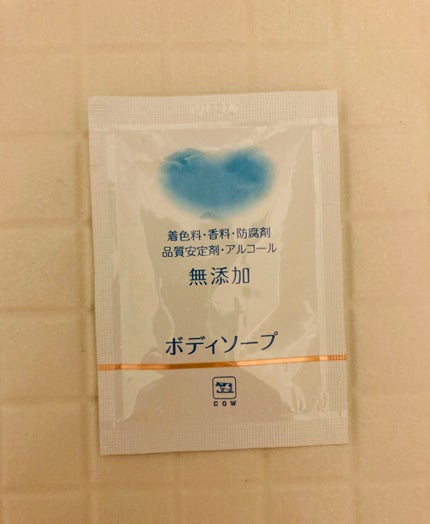 着色料・香料・防腐剤
品質安定剤・アルコール
無添加
ボディソープ
COW